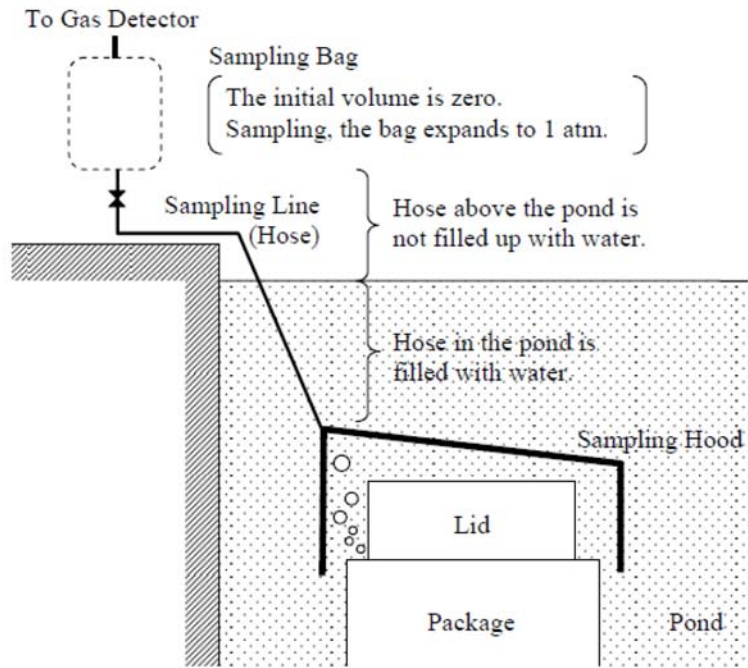 To Gas Detector
Sampling Bag
The initial volume is zero.
Sampling, the bag expands to 1 atm.
Sampling Line
(Hose)
Hose above the pond is
not filled up with water.
Hose in the pond is
filled with water.
Sampling Hood
Lid
Package
Pond